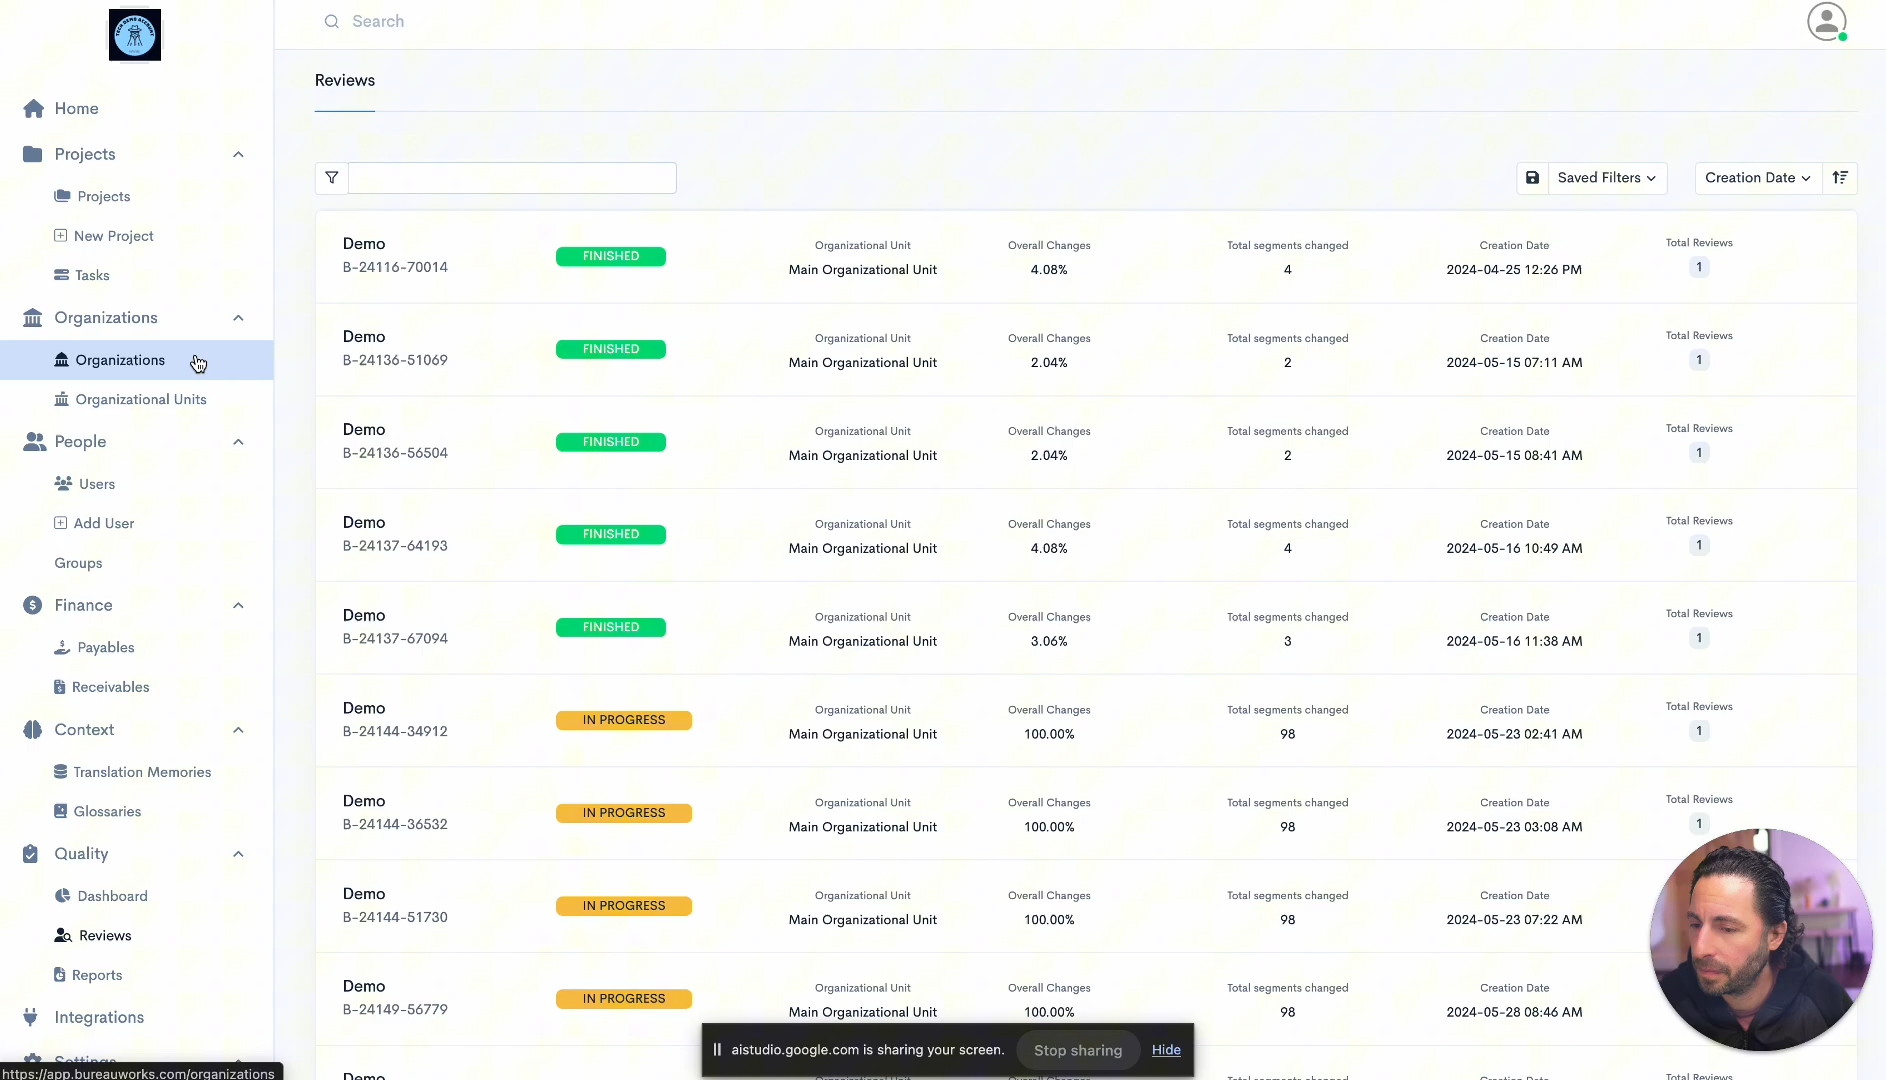 TECH DEMO ACCOUNT
Search
Home
Projects
Projects
New Project
Tasks
Organizations
Organizations
Organizational Units
People
Users
Add User
Groups
Finance
Payables
Receivables
Context
Translation Memories
Glossaries
Quality
Dashboard
Reviews
Reports
Integrations
Settings
https://app.bureauworks.com/organizations
Reviews
Saved Filters
Creation Date
Demo
B-24116-70014
FINISHED
Organizational Unit
Main Organizational Unit
Overall Changes
4.08%
Total segments changed
4
Creation Date
2024-04-25 12:26 PM
Total Reviews
1
Demo
B-24136-51069
FINISHED
Organizational Unit
Main Organizational Unit
Overall Changes
2.04%
Total segments changed
2
Creation Date
2024-05-15 07:11 AM
Total Reviews
1
Demo
B-24136-56504
FINISHED
Organizational Unit
Main Organizational Unit
Overall Changes
2.04%
Total segments changed
2
Creation Date
2024-05-15 08:41 AM
Total Reviews
1
Demo
B-24137-64193
FINISHED
Organizational Unit
Main Organizational Unit
Overall Changes
4.08%
Total segments changed
4
Creation Date
2024-05-16 10:49 AM
Total Reviews
1
Demo
B-24137-67094
FINISHED
Organizational Unit
Main Organizational Unit
Overall Changes
3.06%
Total segments changed
3
Creation Date
2024-05-16 11:38 AM
Total Reviews
1
Demo
B-24144-34912
IN PROGRESS
Organizational Unit
Main Organizational Unit
Overall Changes
100.00%
Total segments changed
98
Creation Date
2024-05-23 02:41 AM
Total Reviews
1
Demo
B-24144-36532
IN PROGRESS
Organizational Unit
Main Organizational Unit
Overall Changes
100.00%
Total segments changed
98
Creation Date
2024-05-23 03:08 AM
Total Reviews
1
Demo
B-24144-51730
IN PROGRESS
Organizational Unit
Main Organizational Unit
Overall Changes
100.00%
Total segments changed
98
Creation Date
2024-05-23 07:22 AM
Demo
B-24149-56779
IN PROGRESS
Organizational Unit
Main Organizational Unit
Overall Changes
100.00%
Total segments changed
98
Creation Date
2024-05-28 08:46 AM
Demo
Organizational Unit
Overall Changes
Total segments changed
Creation Date
Total Reviews
aistudio.google.com is sharing your screen.
Stop sharing
Hide